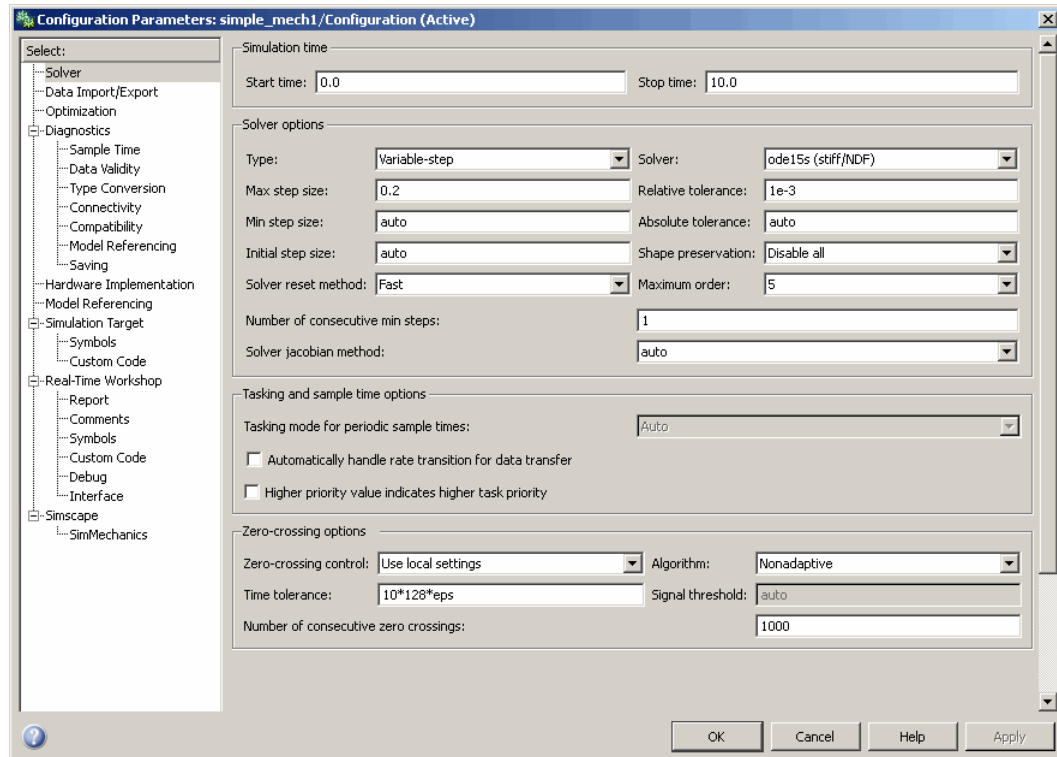 Configuration Parameters: simple_mech1/Configuration (Active)
Select:
Solver
Data Import/Export
Optimization
Diagnostics
Sample Time
Data Validity
Type Conversion
Connectivity
Compatibility
Model Referencing
Saving
Hardware Implementation
Model Referencing
Simulation Target
Symbols
Custom Code
Real-Time Workshop
Report
Comments
Symbols
Custom Code
Debug
Interface
Simscape
SimMechanics
Simulation time
Start time: 0.0 Stop time: 10.0
Solver options
Type: Variable-step Solver: ode15s (stiff/NDF)
Max step size: 0.2 Relative tolerance: 1e-3
Min step size: auto Absolute tolerance: auto
Initial step size: auto Shape preservation: Disable all
Solver reset method: Fast Maximum order: 5
Number of consecutive min steps: 1
Solver jacobian method: auto
Tasking and sample time options
Tasking mode for periodic sample times: Auto
Automatically handle rate transition for data transfer
Higher priority value indicates higher task priority
Zero-crossing options
Zero-crossing control: Use local settings Algorithm: Nonadaptive
Time tolerance: 10*128*eps Signal threshold: auto
Number of consecutive zero crossings: 1000
OK Cancel Help Apply